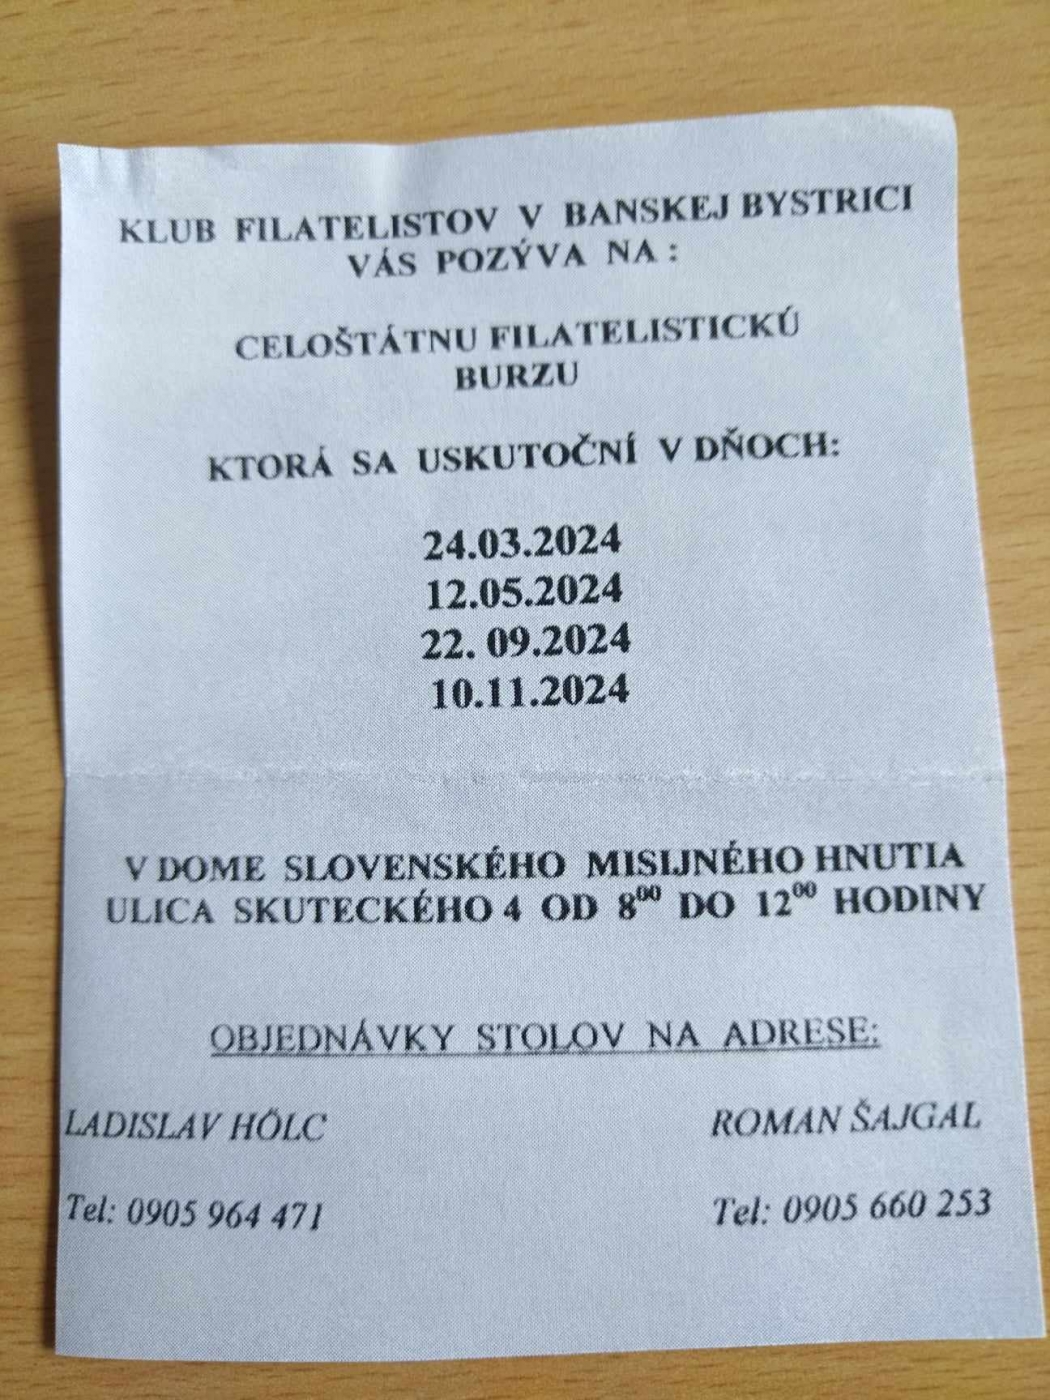 KLUB FILATELISTOV V BANSKEJ BYSTRICI
VÁS POZÝVA NA :
CELOŠTÁTNU FILATELISTICKÚ
BURZU
KTORÁ SA USKUTOČNÍ V DŇOCH:
24.03.2024
12.05.2024
22. 09.2024
10.11.2024
V DOME SLOVENSKÉHO MISIJNÉHO HNUTIA
ULICA SKUTECKÉHO 4 OD 8⁰⁰ DO 12⁰⁰ HODINY
OBJEDNÁVKY STOLOV NA ADRESE:
LADISLAV HÖLC ROMAN ŠAJGAL
Tel: 0905 964 471 Tel: 0905 660 253